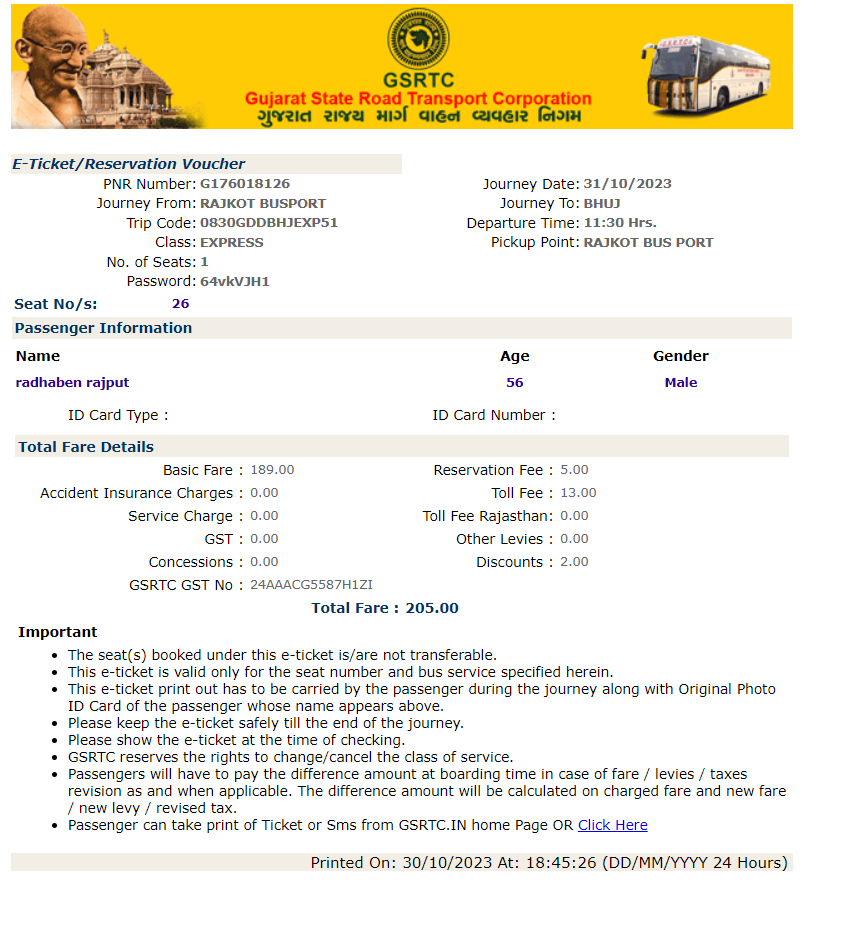 GSRTC
Gujarat State Road Transport Corporation
ગુજરાત રાજ્ય માર્ગ વાહન વ્યવહાર નિગમ
E-Ticket/Reservation Voucher
PNR Number: G176018126 Journey Date: 31/10/2023
Journey From: RAJKOT BUSPORT Journey To: BHUJ
Trip Code: 0830GDDBHJEXP51 Departure Time: 11:30 Hrs.
Class: EXPRESS Pickup Point: RAJKOT BUS PORT
No. of Seats: 1
Password: 64vkVJH1
Seat No/s: 26
Passenger Information
Name Age Gender
radhaben rajput 56 Male
ID Card Type : ID Card Number :
Total Fare Details
Basic Fare : 189.00 Reservation Fee : 5.00
Accident Insurance Charges : 0.00 Toll Fee : 13.00
Service Charge : 0.00 Toll Fee Rajasthan: 0.00
GST : 0.00 Other Levies : 0.00
Concessions : 0.00 Discounts : 2.00
GSRTC GST No : 24AAACG5587H1ZI
Total Fare : 205.00
Important
• The seat(s) booked under this e-ticket is/are not transferable.
• This e-ticket is valid only for the seat number and bus service specified herein.
• This e-ticket print out has to be carried by the passenger during the journey along with Original Photo
ID Card of the passenger whose name appears above.
• Please keep the e-ticket safely till the end of the journey.
• Please show the e-ticket at the time of checking.
• GSRTC reserves the rights to change/cancel the class of service.
• Passengers will have to pay the difference amount at boarding time in case of fare / levies / taxes
revision as and when applicable. The difference amount will be calculated on charged fare and new fare
/ new levy / revised tax.
• Passenger can take print of Ticket or Sms from GSRTC.IN home Page OR Click Here
Printed On: 30/10/2023 At: 18:45:26 (DD/MM/YYYY 24 Hours)